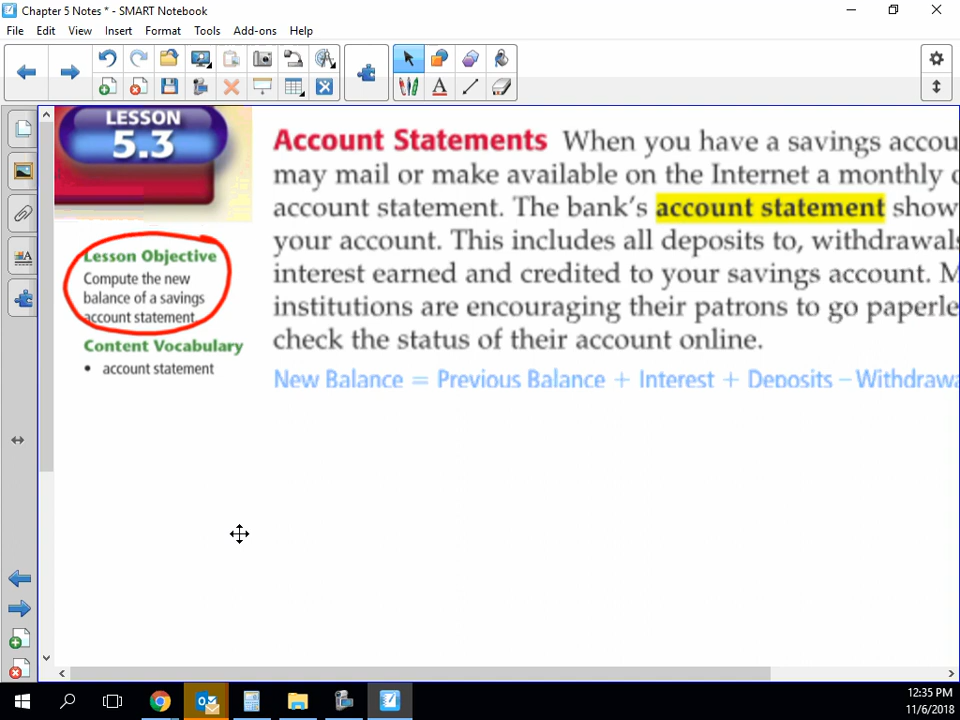 Chapter 5 Notes * - SMART Notebook
File Edit View Insert Format Tools Add-ons Help
LESSON
5.3
Lesson Objective
Compute the new
balance of a savings
account statement
Content Vocabulary
• account statement
Account Statements When you have a savings accou
may mail or make available on the Internet a monthly
account statement. The bank's account statement show
your account. This includes all deposits to, withdrawals
interest earned and credited to your savings account. M
institutions are encouraging their patrons to go paperle
check the status of their account online.
New Balance = Previous Balance + Interest + Deposits − Withdrawa
12:35 PM
11/6/2018